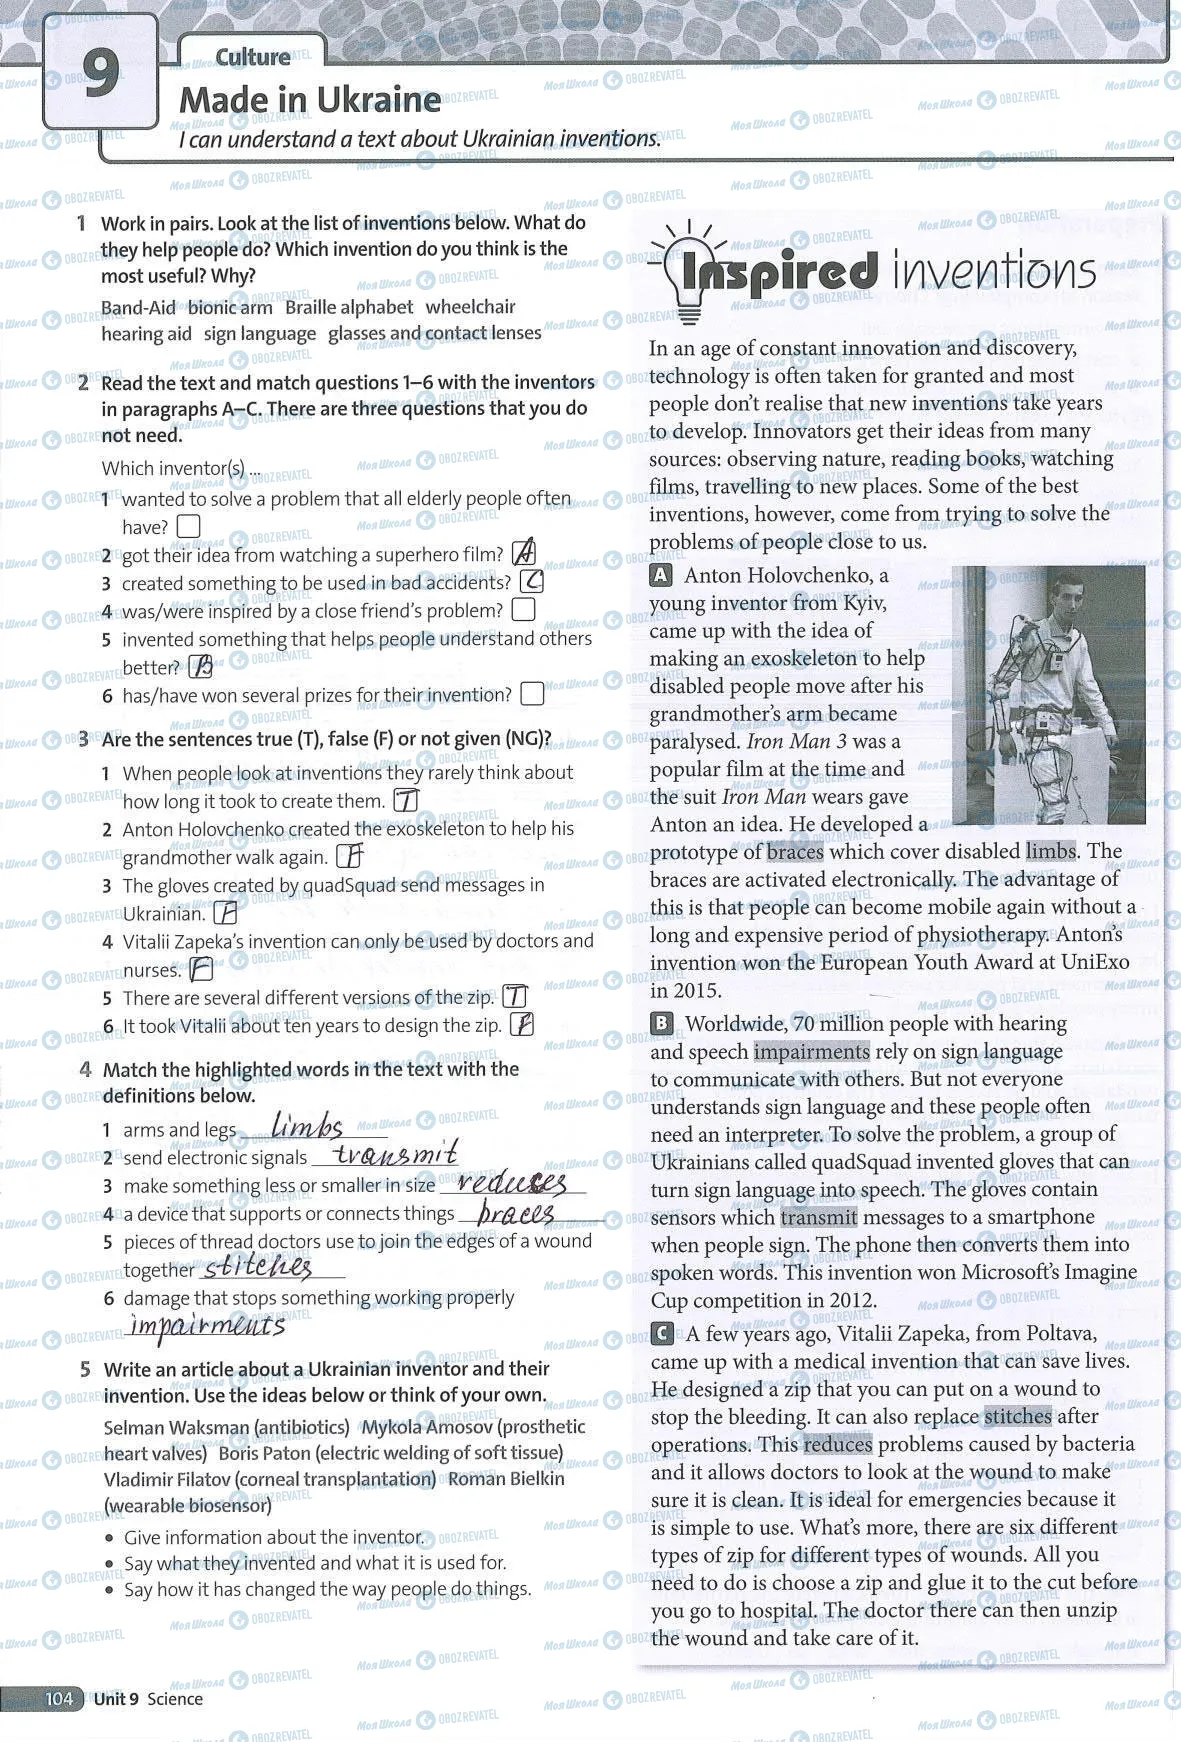 9
Culture
Made in Ukraine
I can understand a text about Ukrainian inventions.
1 Work in pairs. Look at the list of inventions below. What do
they help people do? Which invention do you think is the
most useful? Why?
Band-Aid bionic arm Braille alphabet wheelchair
hearing aid sign language glasses and contact lenses
2 Read the text and match questions 1–6 with the inventors
in paragraphs A–C. There are three questions that you do
not need.
Which inventor(s) ...
1 wanted to solve a problem that all elderly people often
have?
2 got their idea from watching a superhero film? A
3 created something to be used in bad accidents? C
4 was/were inspired by a close friend's problem?
5 invented something that helps people understand others
better? B
6 has/have won several prizes for their invention?
3 Are the sentences true (T), false (F) or not given (NG)?
1 When people look at inventions they rarely think about
how long it took to create them. T
2 Anton Holovchenko created the exoskeleton to help his
grandmother walk again. F
3 The gloves created by quadSquad send messages in
Ukrainian. F
4 Vitalii Zapeka's invention can only be used by doctors and
nurses. F
5 There are several different versions of the zip. T
6 It took Vitalii about ten years to design the zip. F
4 Match the highlighted words in the text with the
definitions below.
1 arms and legs limbs
2 send electronic signals transmit
3 make something less or smaller in size reduces
4 a device that supports or connects things braces
5 pieces of thread doctors use to join the edges of a wound
together stitches
6 damage that stops something working properly
impairments
5 Write an article about a Ukrainian inventor and their
invention. Use the ideas below or think of your own.
Selman Waksman (antibiotics) Mykola Amosov (prosthetic
heart valves) Boris Paton (electric welding of soft tissue)
Vladimir Filatov (corneal transplantation) Roman Bielkin
(wearable biosensor)
• Give information about the inventor.
• Say what they invented and what it is used for.
• Say how it has changed the way people do things.
Inspired inventions
In an age of constant innovation and discovery,
technology is often taken for granted and most
people don't realise that new inventions take years
to develop. Innovators get their ideas from many
sources: observing nature, reading books, watching
films, travelling to new places. Some of the best
inventions, however, come from trying to solve the
problems of people close to us.
A Anton Holovchenko, a
young inventor from Kyiv,
came up with the idea of
making an exoskeleton to help
disabled people move after his
grandmother's arm became
paralysed. Iron Man 3 was a
popular film at the time and
the suit Iron Man wears gave
Anton an idea. He developed a
prototype of braces which cover disabled limbs. The
braces are activated electronically. The advantage of
this is that people can become mobile again without a
long and expensive period of physiotherapy. Anton's
invention won the European Youth Award at UniExo
in 2015.
B Worldwide, 70 million people with hearing
and speech impairments rely on sign language
to communicate with others. But not everyone
understands sign language and these people often
need an interpreter. To solve the problem, a group of
Ukrainians called quadSquad invented gloves that can
turn sign language into speech. The gloves contain
sensors which transmit messages to a smartphone
when people sign. The phone then converts them into
spoken words. This invention won Microsoft's Imagine
Cup competition in 2012.
C A few years ago, Vitalii Zapeka, from Poltava,
came up with a medical invention that can save lives.
He designed a zip that you can put on a wound to
stop the bleeding. It can also replace stitches after
operations. This reduces problems caused by bacteria
and it allows doctors to look at the wound to make
sure it is clean. It is ideal for emergencies because it
is simple to use. What's more, there are six different
types of zip for different types of wounds. All you
need to do is choose a zip and glue it to the cut before
you go to hospital. The doctor there can then unzip
the wound and take care of it.
104 Unit 9 Science
Моя Школа OBOZREVATEL